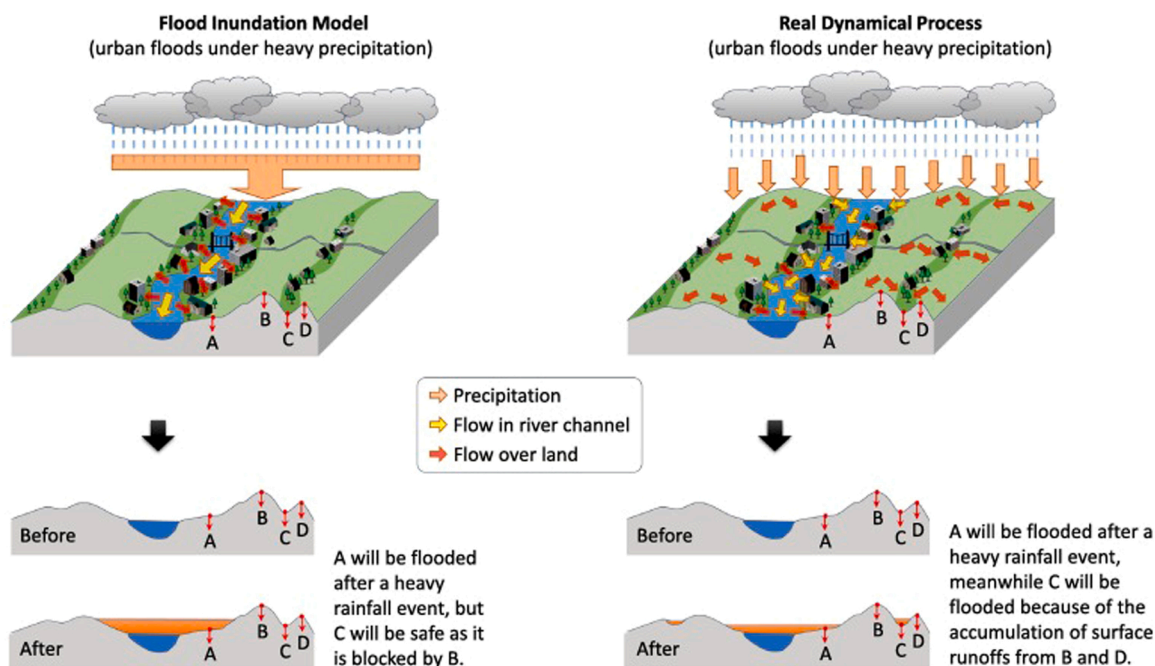 Flood Inundation Model
(urban floods under heavy precipitation)
Real Dynamical Process
(urban floods under heavy precipitation)
A
B
C
D
A
B
C
D
Precipitation
Flow in river channel
Flow over land
Before
A
B
C
D
After
A
B
C
D
A will be flooded
after a heavy
rainfall event, but
C will be safe as it
is blocked by B.
Before
A
B
C
D
After
A
B
C
D
A will be flooded after a
heavy rainfall event,
meanwhile C will be
flooded because of the
accumulation of surface
runoffs from B and D.